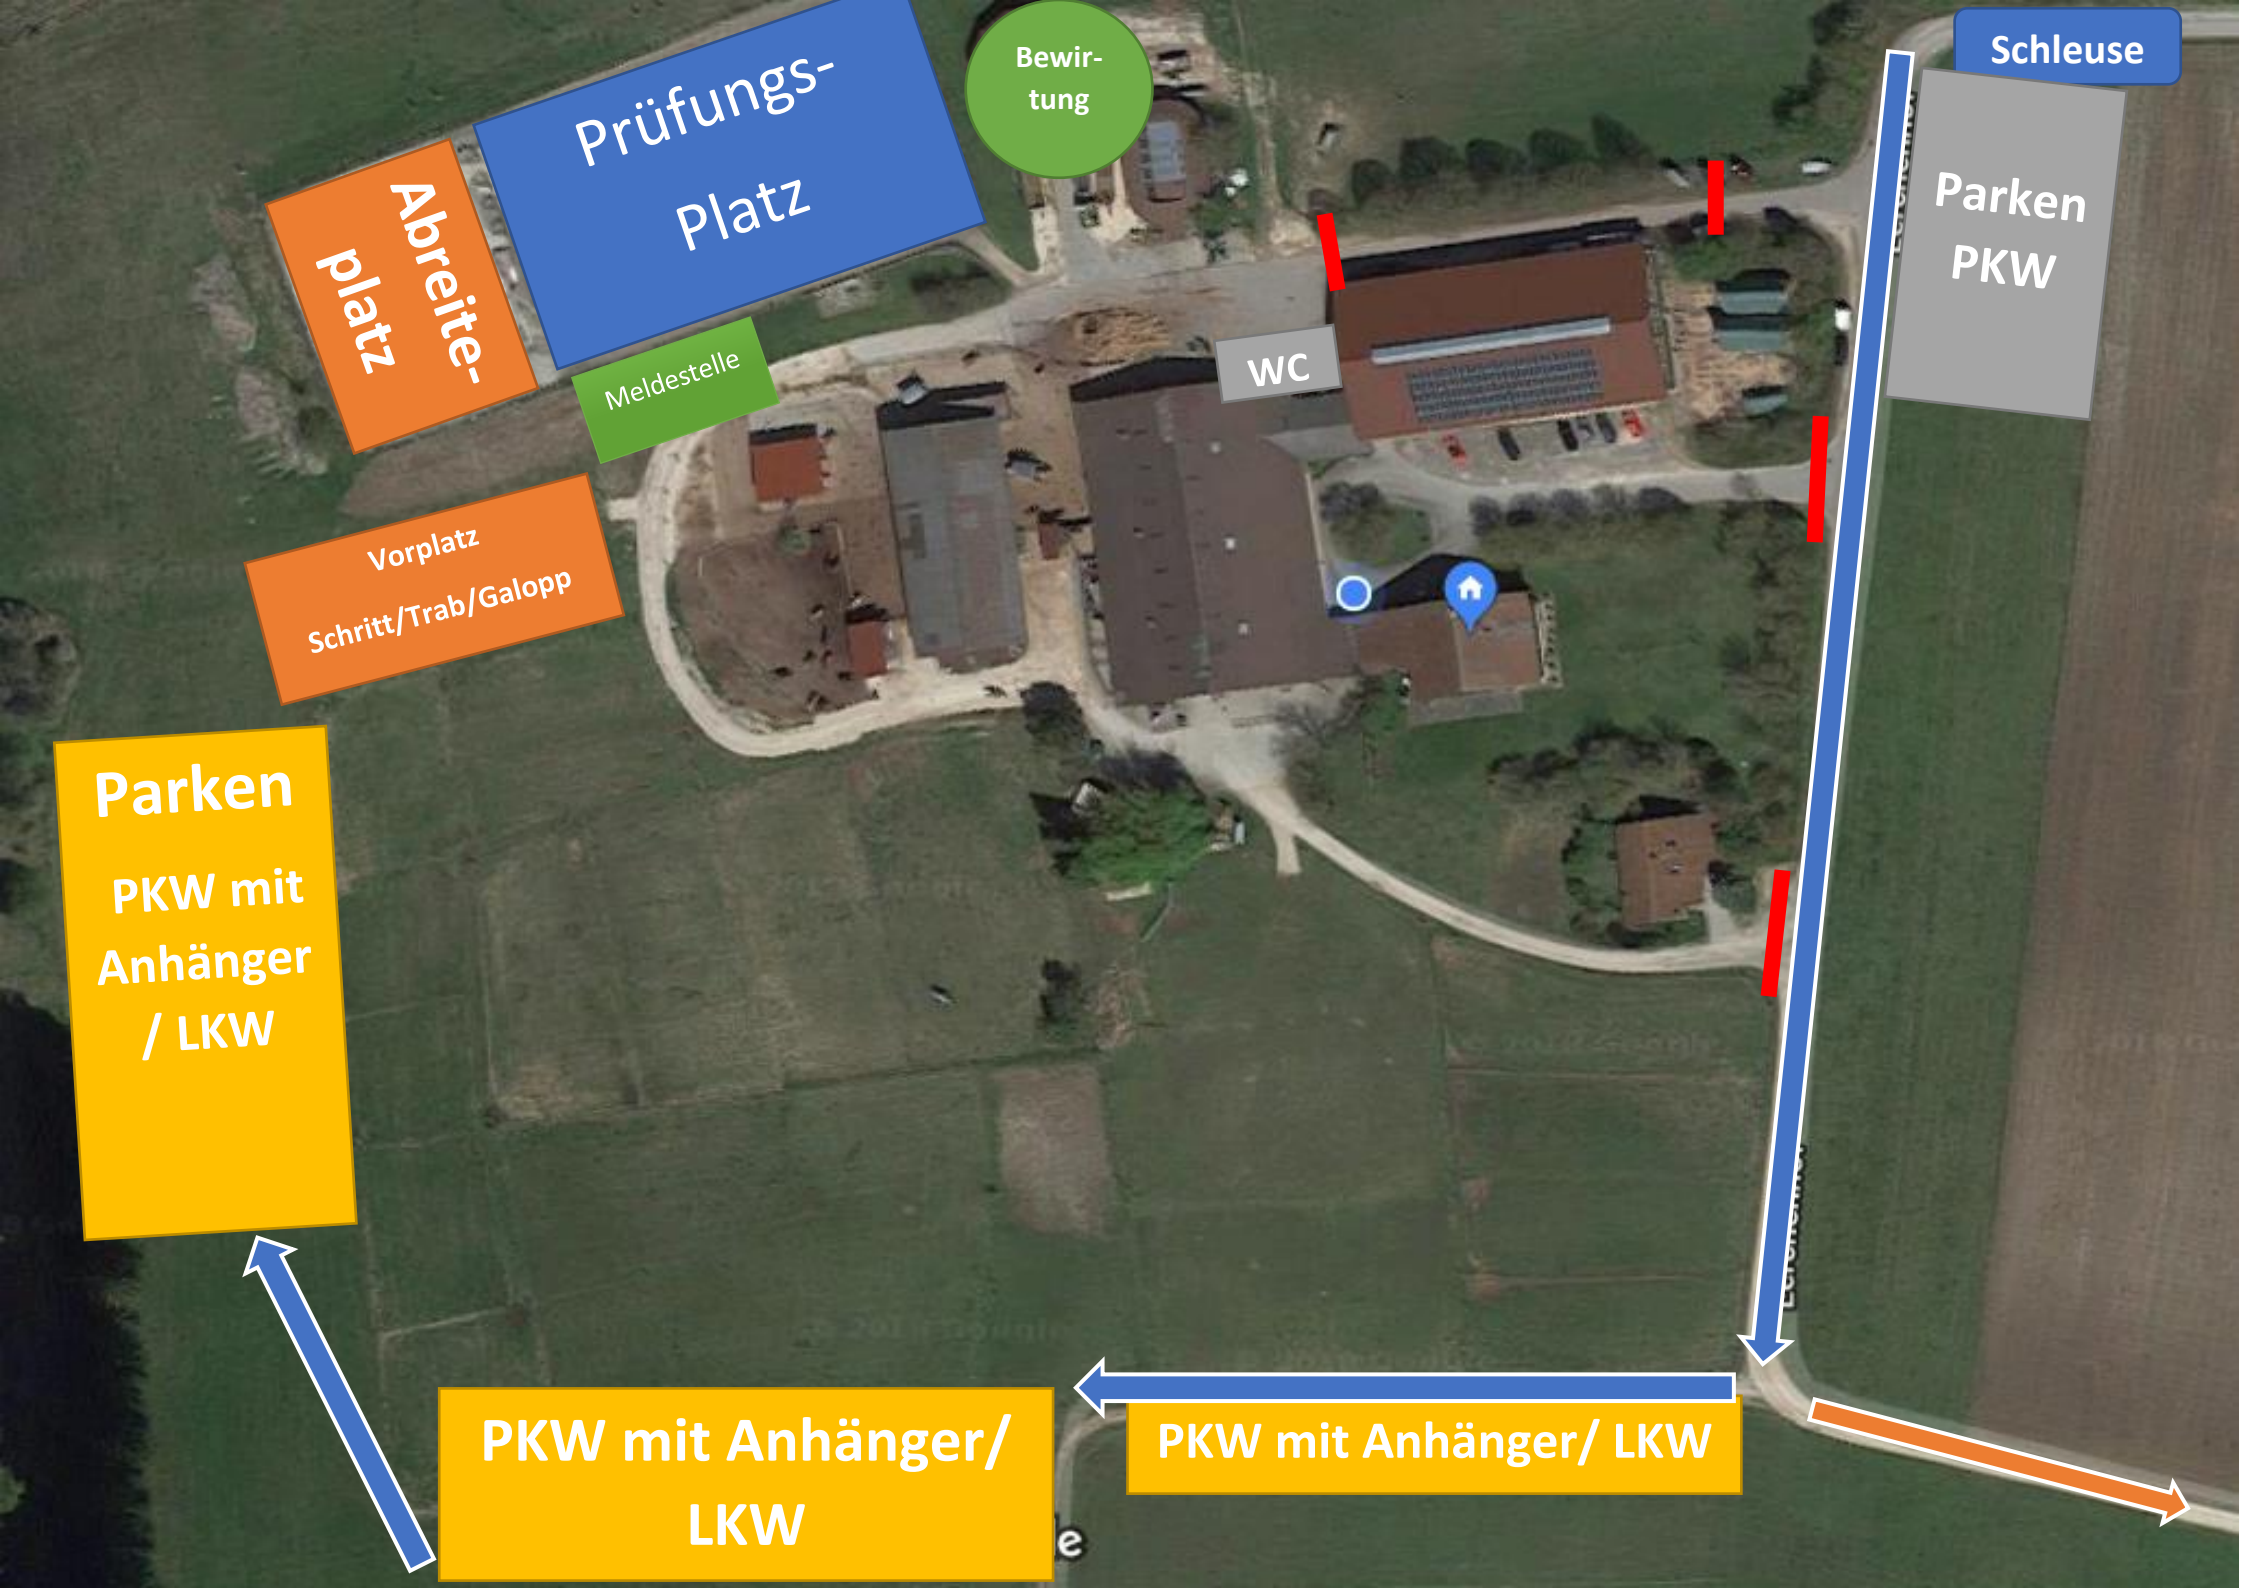 Prüfungs-
Platz
Bewir-
tung
Schleuse
Abreite-
platz
Parken
PKW
Meldestelle
WC
Vorplatz
Schritt/Trab/Galopp
Parken
PKW mit
Anhänger
/ LKW
PKW mit Anhänger/
LKW
PKW mit Anhänger/ LKW